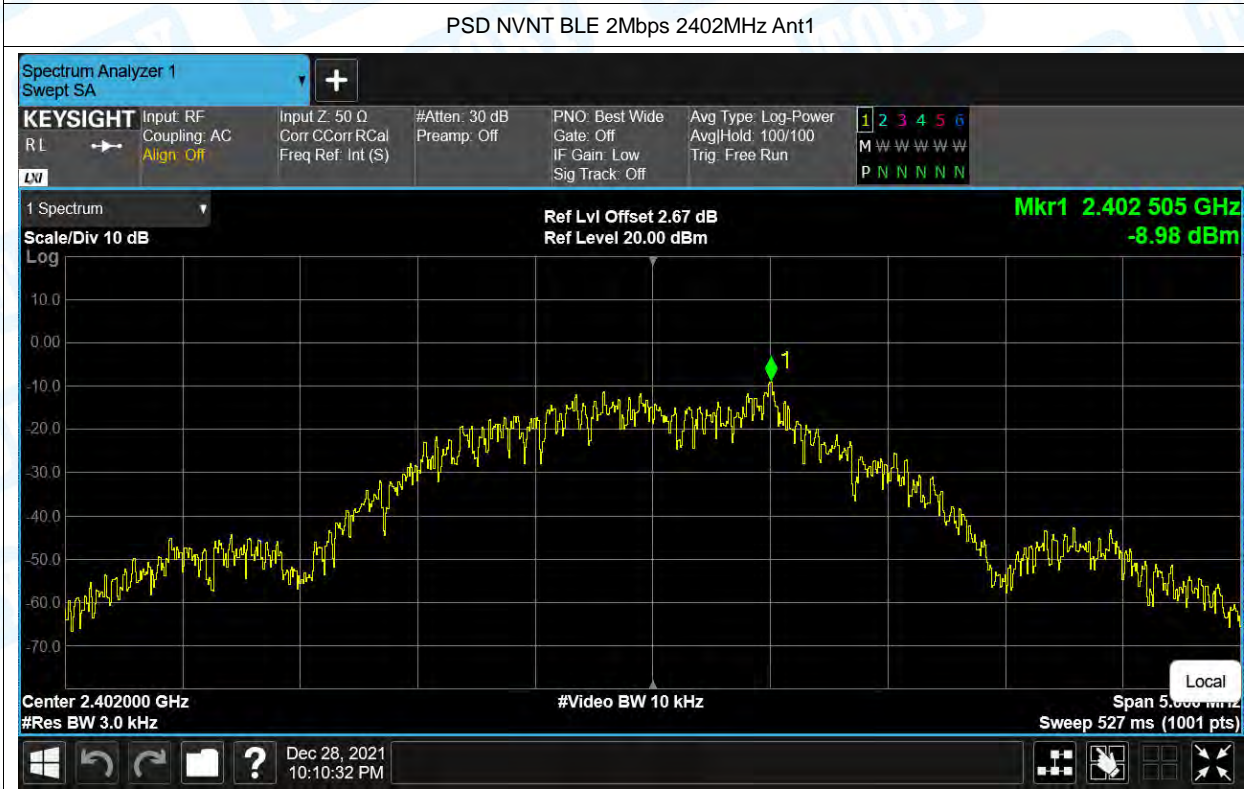 PSD NVNT BLE 2Mbps 2402MHz Ant1
Spectrum Analyzer 1
Swept SA
KEYSIGHT
R L
LXI
Input: RF
Coupling: AC
Align: Off
Input Z: 50 Ω
Corr CCorr RCal
Freq Ref: Int (S)
#Atten: 30 dB
Preamp: Off
PNO: Best Wide
Gate: Off
IF Gain: Low
Sig Track: Off
Avg Type: Log-Power
Avg|Hold: 100/100
Trig: Free Run
1 2 3 4 5 6
M W W W W W
P N N N N N
1 Spectrum
Scale/Div 10 dB
Log
Ref Lvl Offset 2.67 dB
Ref Level 20.00 dBm
Mkr1 2.402 505 GHz
-8.98 dBm
1
10.0
0.00
-10.0
-20.0
-30.0
-40.0
-50.0
-60.0
-70.0
Local
Center 2.402000 GHz
#Res BW 3.0 kHz
#Video BW 10 kHz
Span
Sweep 527 ms (1001 pts)
?
Dec 28, 2021
10:10:32 PM
TOBY